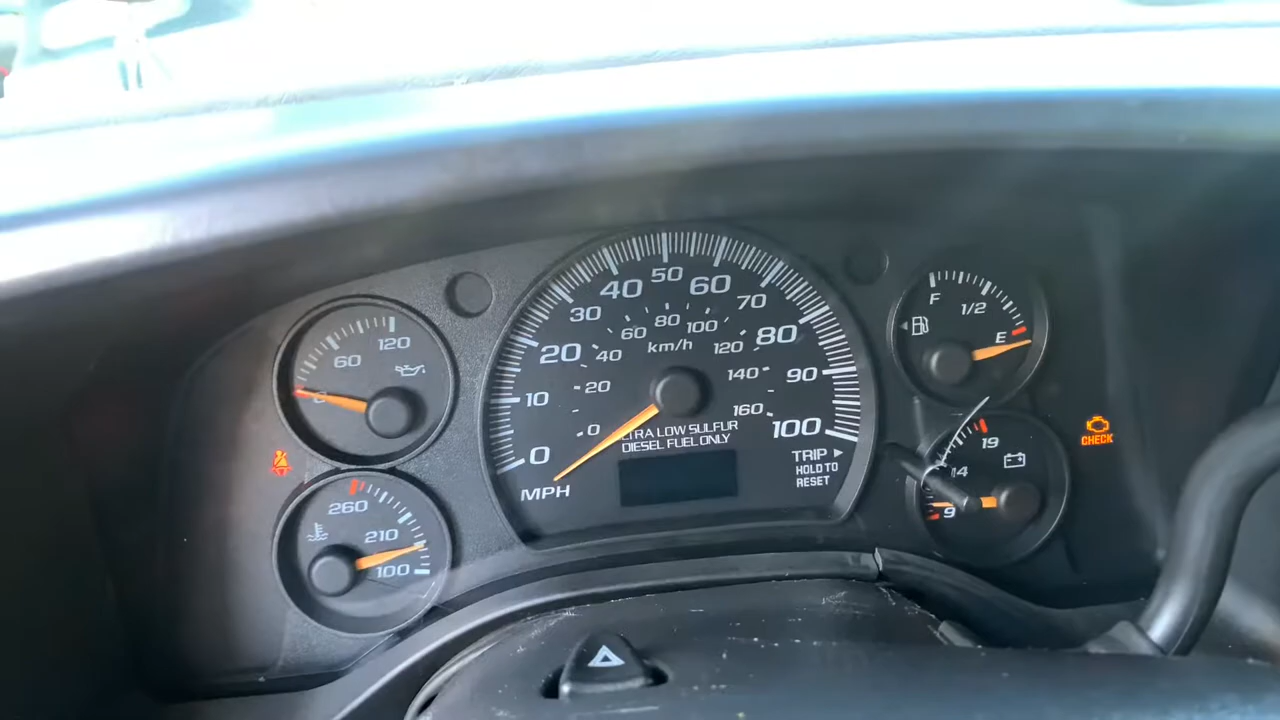 120
60
260
210
100
0
10
20
30
40
50
60
70
80
90
100
0
20
40
60
80
100
120
140
160
km/h
ULTRA LOW SULFUR
DIESEL FUEL ONLY
MPH
TRIP
HOLD TO
RESET
F
1/2
E
19
14
9
CHECK